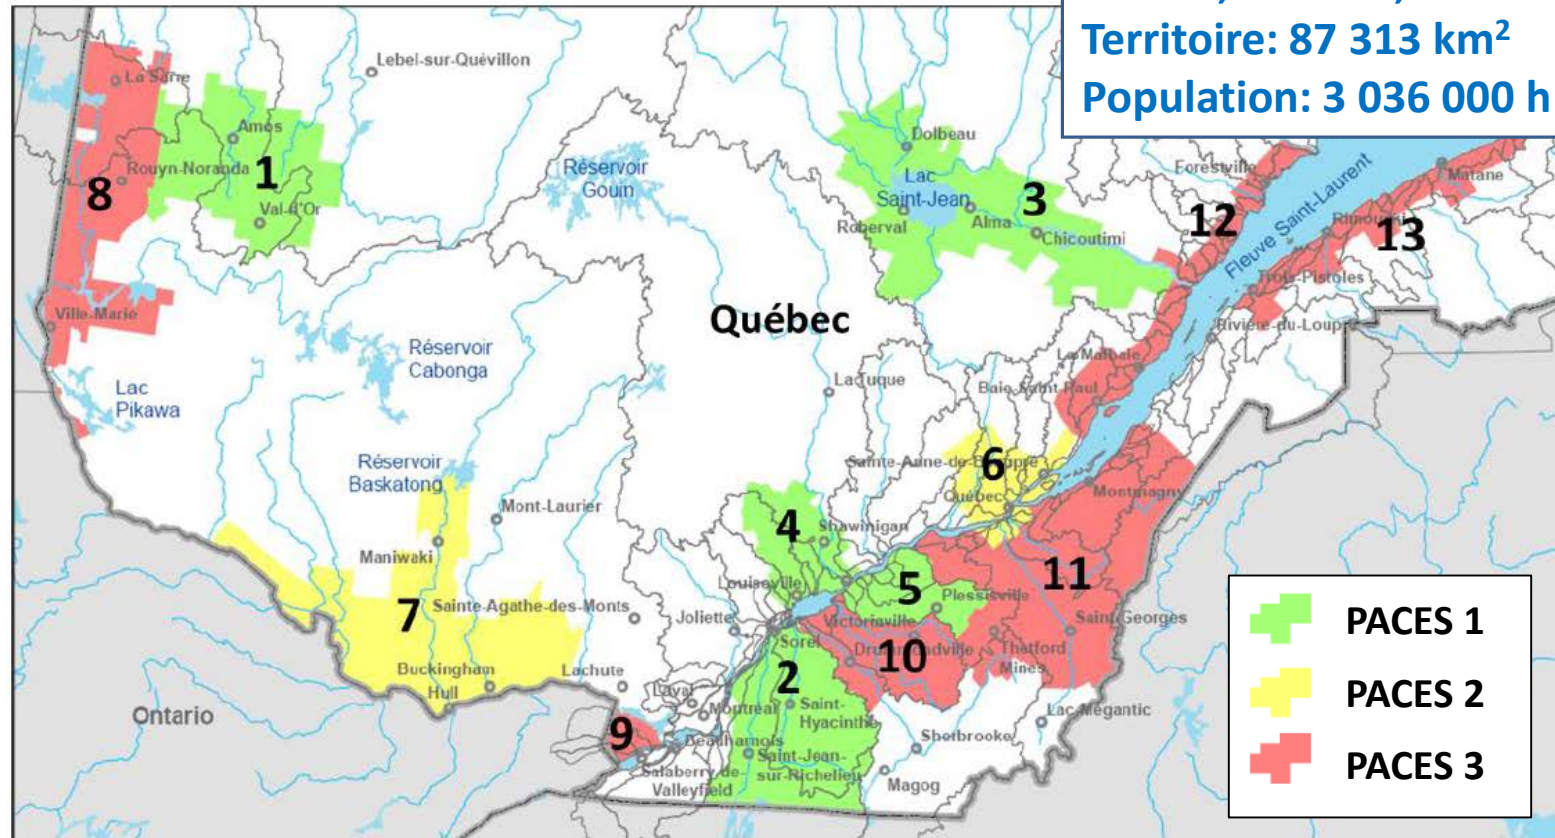 Territoire: 87 313 km²
Population: 3 036 000 h
Lebel-sur-Quévillon
La Sarre
Amos
Dolbeau
Réservoir
Gouin
Forestville
Matane
Rouyn-Noranda
1
8
Lac
Saint-Jean
3
Val-d'Or
Roberval
Alma
Chicoutimi
12
Fleuve Saint-Laurent
Rimouski
13
Trois-Pistoles
Ville-Marie
Québec
Rivière-du-Loup
Réservoir
Cabonga
La Malbaie
Lac
Pikawa
La Tuque
Baie-Saint-Paul
Réservoir
Baskatong
Sainte-Anne-de-Beaupré
6
Québec
Montmagny
Mont-Laurier
4
Shawinigan
Maniwaki
11
Louiseville
5
Plessisville
7
Sainte-Agathe-des-Monts
Joliette
Victoriaville
Saint-Georges
Sorel
Drummondville
10
Thetford
Mines
Buckingham
Hull
Lachute
2
Laval
Montréal
Saint-
Hyacinthe
Lac-Mégantic
Ontario
9
Beauharnois
Sherbrooke
Salaberry-de-
Valleyfield
Saint-Jean-
sur-Richelieu
Magog
PACES 1
PACES 2
PACES 3